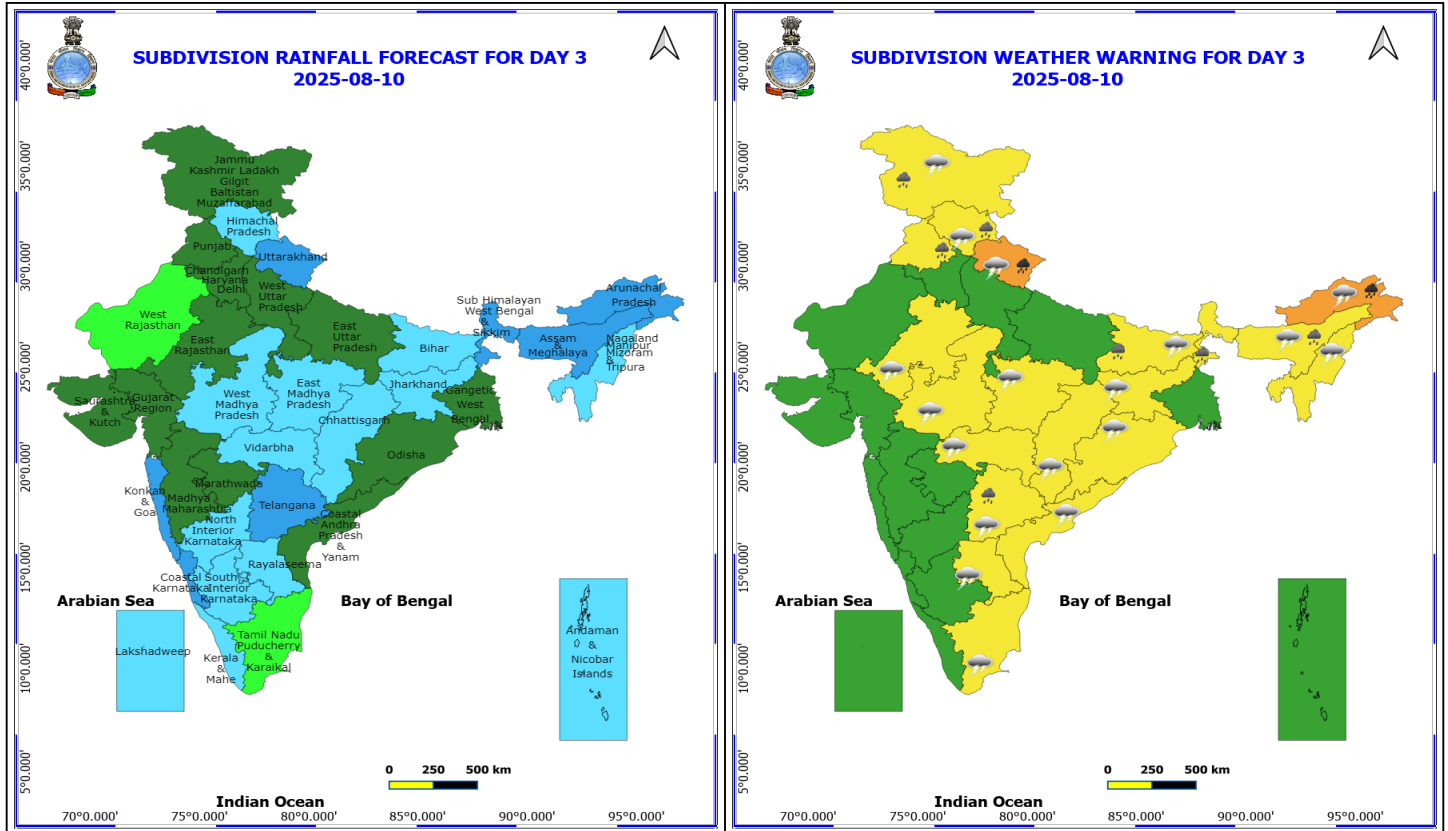 SUBDIVISION RAINFALL FORECAST FOR DAY 3
2025-08-10
40°0.000'
35°0.000'
30°0.000'
25°0.000'
20°0.000'
15°0.000'
10°0.000'
5°0.000'
Jammu
Kashmir Ladakh
Gilgit
Baltistan
Muzaffarabad
Himachal
Pradesh
Punjab
Uttarakhand
Chandigarh
Haryana
Delhi
West
Uttar
Pradesh
West
Rajasthan
East
Rajasthan
East
Uttar
Pradesh
Sub Himalayan
West Bengal
&
Sikkim
Arunachal
Pradesh
Assam
&
Meghalaya
Nagaland
Manipur
Mizoram
&
Tripura
Bihar
Jharkhand
Gangetic
West
Bengal
Saurashtra
&
Kutch
Gujarat
Region
West
Madhya
Pradesh
East
Madhya
Pradesh
Chhattisgarh
Vidarbha
Odisha
Konkan
&
Goa
Madhya
Maharashtra
Marathwada
Telangana
North
Interior
Karnataka
Coastal
Andhra
Pradesh
&
Yanam
Rayalaseema
Coastal
Karnataka
South
Interior
Karnataka
Arabian Sea
Bay of Bengal
Lakshadweep
Kerala
&
Mahe
Tamil Nadu
Puducherry
&
Karaikal
Andaman
&
Nicobar
Islands
0 250 500 km
Indian Ocean
70°0.000' 75°0.000' 80°0.000' 85°0.000' 90°0.000' 95°0.000'
SUBDIVISION WEATHER WARNING FOR DAY 3
2025-08-10
40°0.000'
35°0.000'
30°0.000'
25°0.000'
20°0.000'
15°0.000'
10°0.000'
5°0.000'
Arabian Sea
Bay of Bengal
0 250 500 km
Indian Ocean
70°0.000' 75°0.000' 80°0.000' 85°0.000' 90°0.000' 95°0.000'